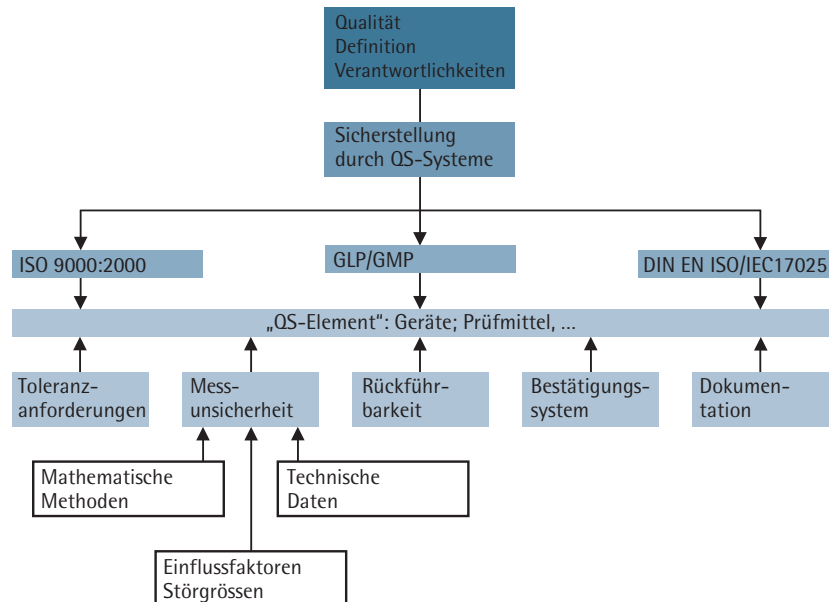 Qualität
Definition
Verantwortlichkeiten
Sicherstellung
durch QS-Systeme
ISO 9000:2000
GLP/GMP
DIN EN ISO/IEC17025
„QS-Element“: Geräte; Prüfmittel, ...
Toleranz-
anforderungen
Mess-
unsicherheit
Rückführ-
barkeit
Bestätigungs-
system
Dokumen-
tation
Mathematische
Methoden
Technische
Daten
Einflussfaktoren
Störgrössen